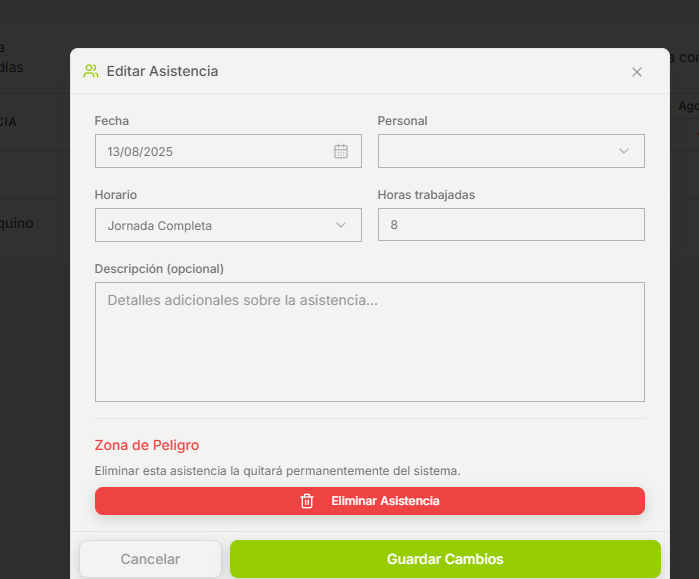 a
días
CIA
quino
a con
Ago
Editar Asistencia
Fecha
Personal
13/08/2025
Horario
Horas trabajadas
Jornada Completa
8
Descripción (opcional)
Detalles adicionales sobre la asistencia...
Zona de Peligro
Eliminar esta asistencia la quitará permanentemente del sistema.
Eliminar Asistencia
Cancelar
Guardar Cambios